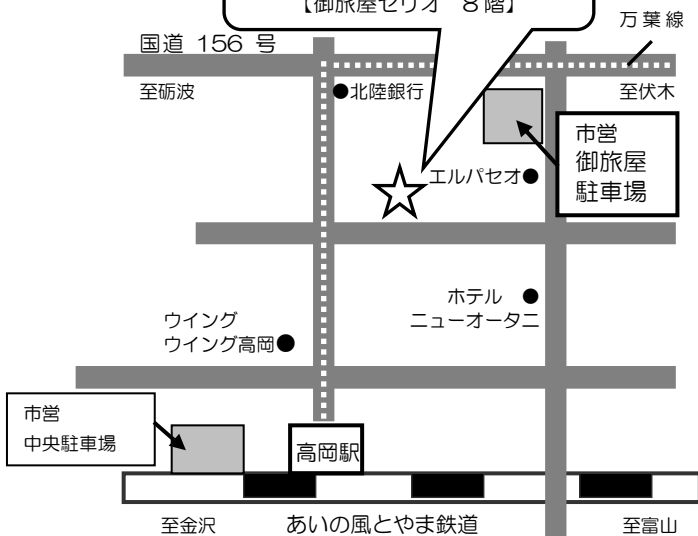 【御旅屋セリオ 8階】
万葉線
国道 156 号
至砺波
●北陸銀行
至伏木
市営
御旅屋
駐車場
エルパセオ●
ホテル ●
ニューオータニ
ウイング
ウイング高岡●
市営
中央駐車場
高岡駅
至金沢
あいの風とやま鉄道
至富山